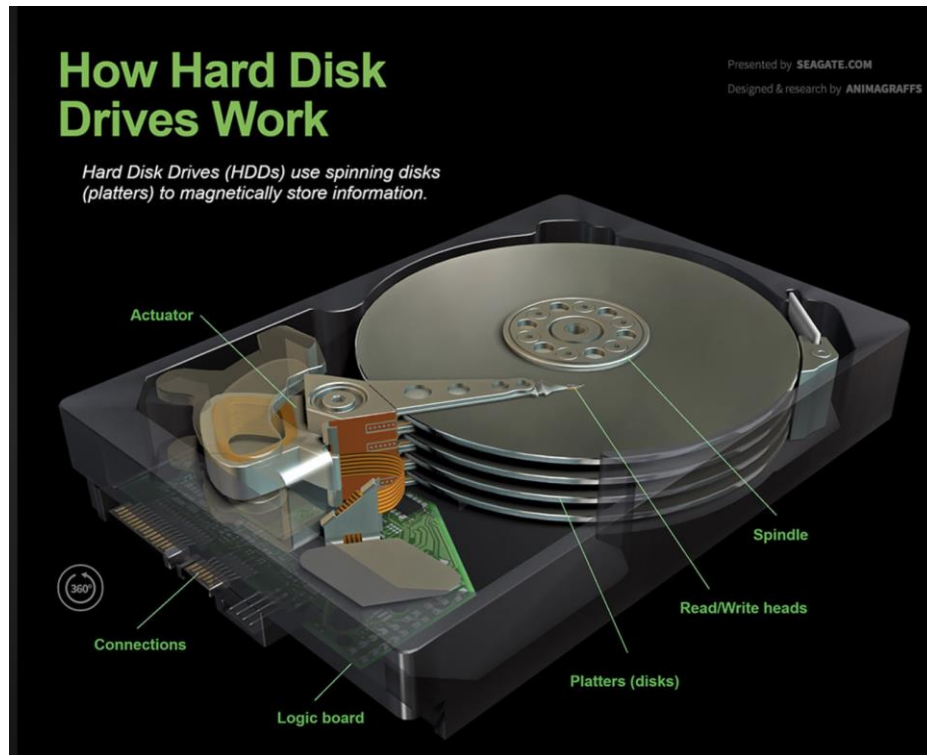 How Hard Disk
Drives Work
Presented by SEAGATE.COM
Designed & research by ANIMAGRAFFS
Hard Disk Drives (HDDs) use spinning disks
(platters) to magnetically store information.
Actuator
Spindle
360°
Read/Write heads
Connections
Platters (disks)
Logic board